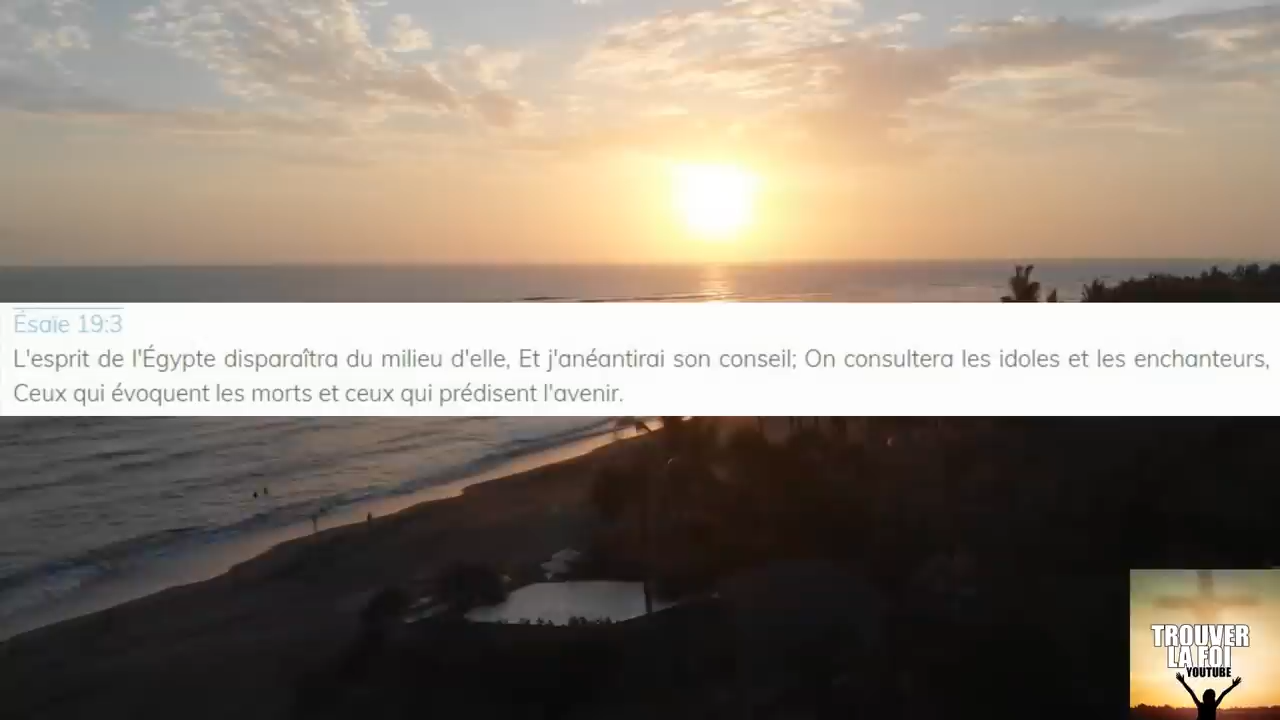 Ésaïe 19:3
L'esprit de l'Égypte disparaîtra du milieu d'elle, Et j'anéantirai son conseil; On consultera les idoles et les enchanteurs,
Ceux qui évoquent les morts et ceux qui prédisent l'avenir.
TROUVER
LA FOI
YOUTUBE